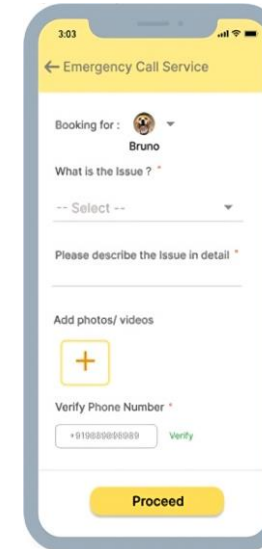 3:03
Emergency Call Service
Booking for :
Bruno
What is the Issue ? *
-- Select --
Please describe the Issue in detail *
Add photos/ videos
+
Verify Phone Number *
+919889898989 Verify
Proceed